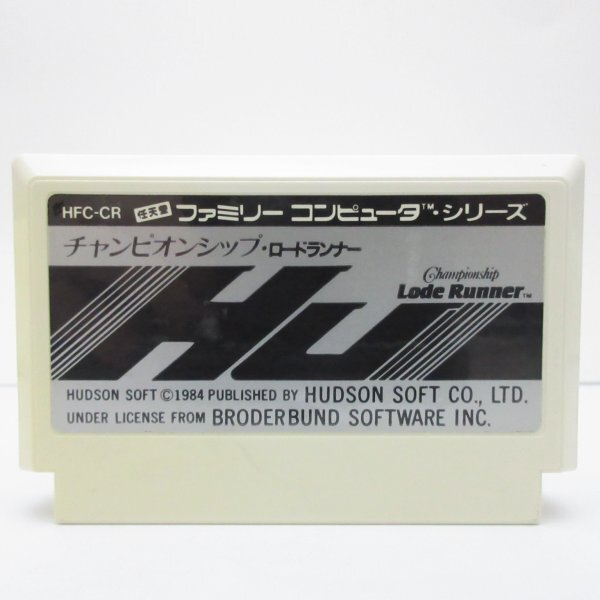 HFC-CR 任天堂 ファミリー コンピュータ™・シリーズ
チャンピオンシップ・ロードランナー
Championship
Lode Runner™
HU
HUDSON SOFT ©1984 PUBLISHED BY HUDSON SOFT CO., LTD.
UNDER LICENSE FROM BRODERBUND SOFTWARE INC.